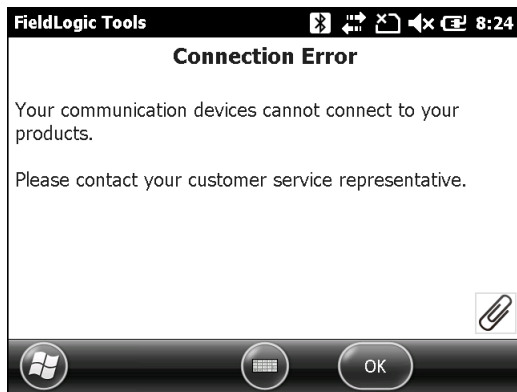 FieldLogic Tools 8:24
Connection Error
Your communication devices cannot connect to your
products.
Please contact your customer service representative.
OK